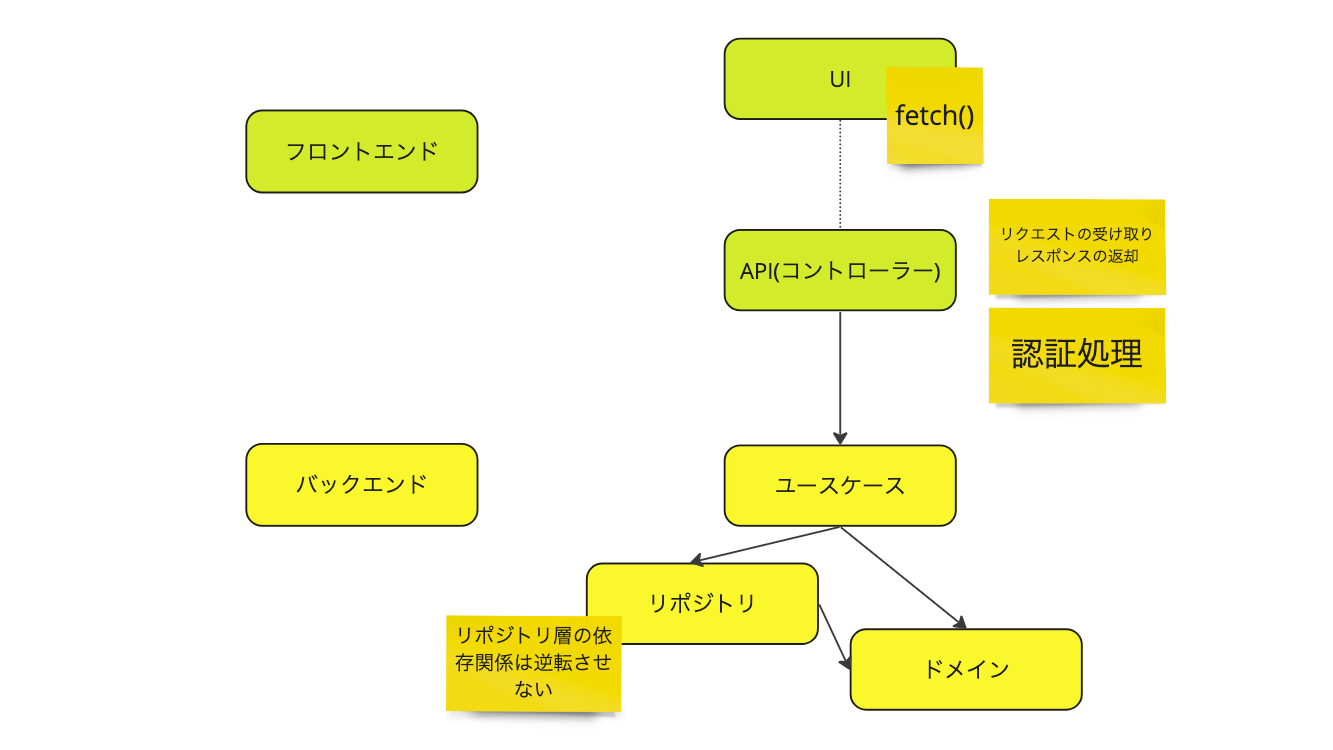 UI
fetch()
フロントエンド
リクエストの受け取り
レスポンスの返却
API(コントローラー)
認証処理
バックエンド
ユースケース
リポジトリ
リポジトリ層の依
存関係は逆転させ
ない
ドメイン